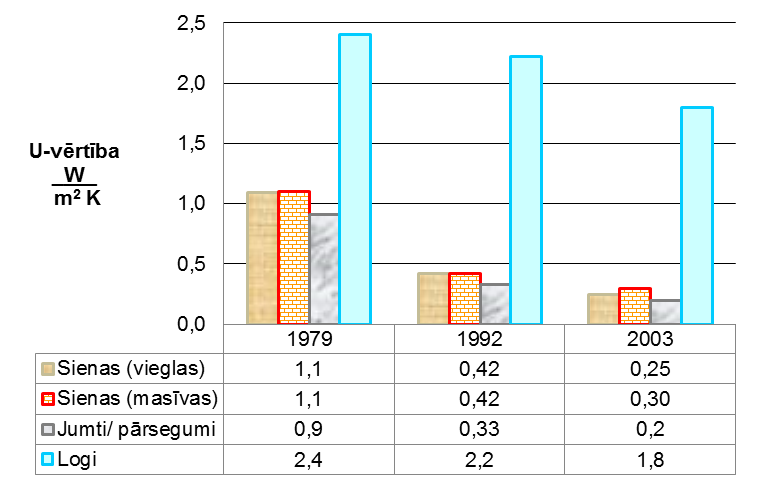 2,5
2,0
1,5
1,0
0,5
0,0
U-vērtība
W
m² K
1979 1992 2003
Sienas (vieglas) 1,1 0,42 0,25
Sienas (masīvas) 1,1 0,42 0,30
Jumti/ pārsegumi 0,9 0,33 0,2
Logi 2,4 2,2 1,8